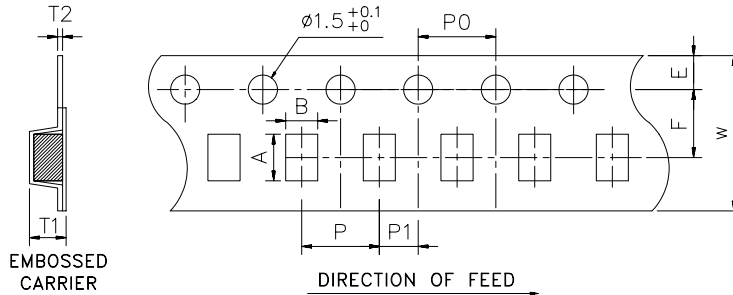 T2
ø1.5 +0.1 +0
P0
B
E
F
W
A
T1
P
P1
EMBOSSED
CARRIER
DIRECTION OF FEED